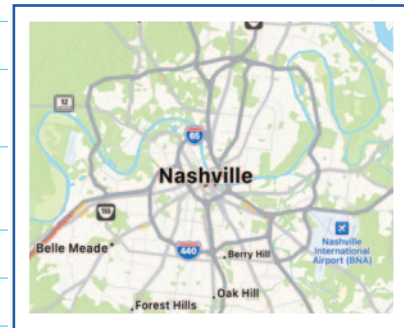 12
65
Nashville
155
Belle Meade
440
Berry Hill
Nashville
International
Airport (BNA)
Oak Hill
Forest Hills